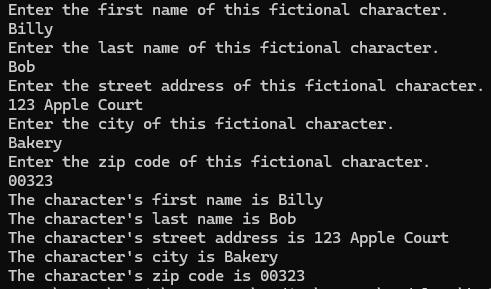 Enter the first name of this fictional character.
Billy
Enter the last name of this fictional character.
Bob
Enter the street address of this fictional character.
123 Apple Court
Enter the city of this fictional character.
Bakery
Enter the zip code of this fictional character.
00323
The character's first name is Billy
The character's last name is Bob
The character's street address is 123 Apple Court
The character's city is Bakery
The character's zip code is 00323